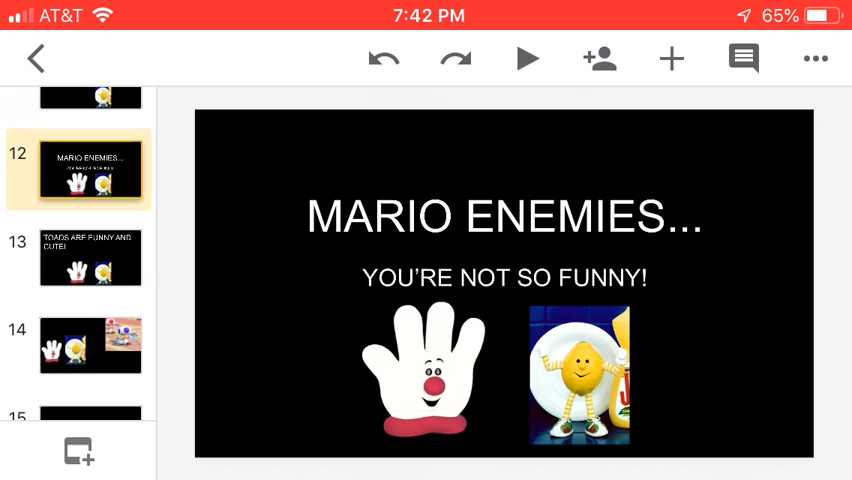 AT&T
7:42 PM
65%
12
MARIO ENEMIES...
13
TOADS ARE FUNNY AND
CUTE!
14
15
MARIO ENEMIES...
YOU'RE NOT SO FUNNY!